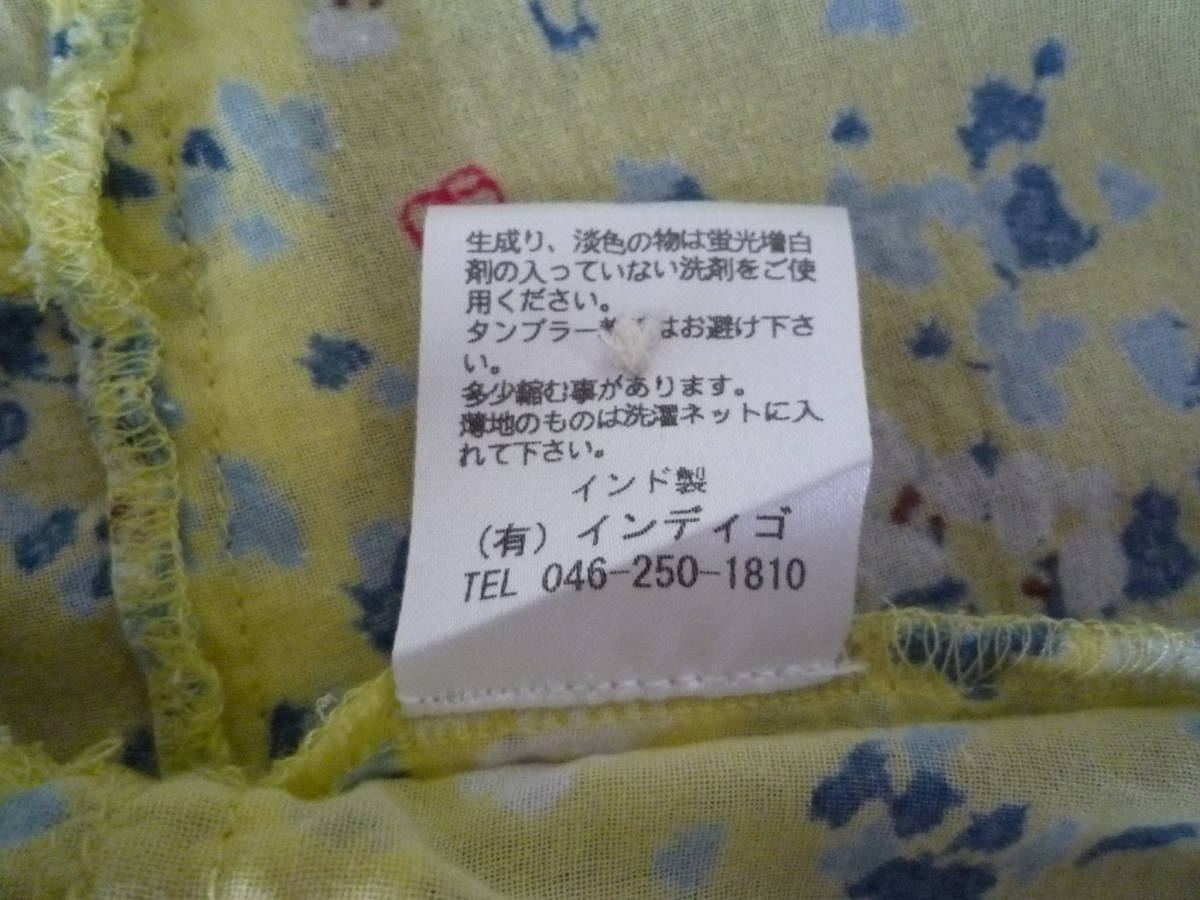 生成り、淡色の物は蛍光増白
剤の入っていない洗剤をご使
用ください。
タンブラー はお避け下さ
い。
多少縮む事があります。
薄地のものは洗濯ネットに入
れて下さい。
インド製
(有)インディゴ
TEL 046-250-1810